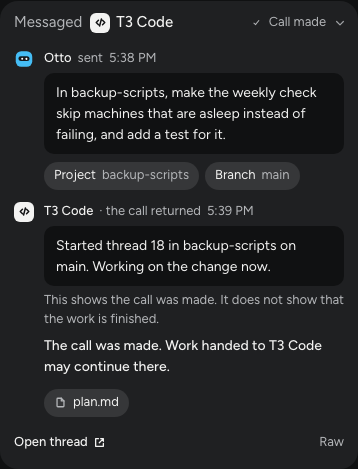 Messaged T3 Code Call made
Otto sent 5:38 PM
In backup-scripts, make the weekly check
skip machines that are asleep instead of
failing, and add a test for it.
Project backup-scripts Branch main
T3 Code · the call returned 5:39 PM
Started thread 18 in backup-scripts on
main. Working on the change now.
This shows the call was made. It does not show that
the work is finished.
The call was made. Work handed to T3 Code
may continue there.
plan.md
Open thread Raw